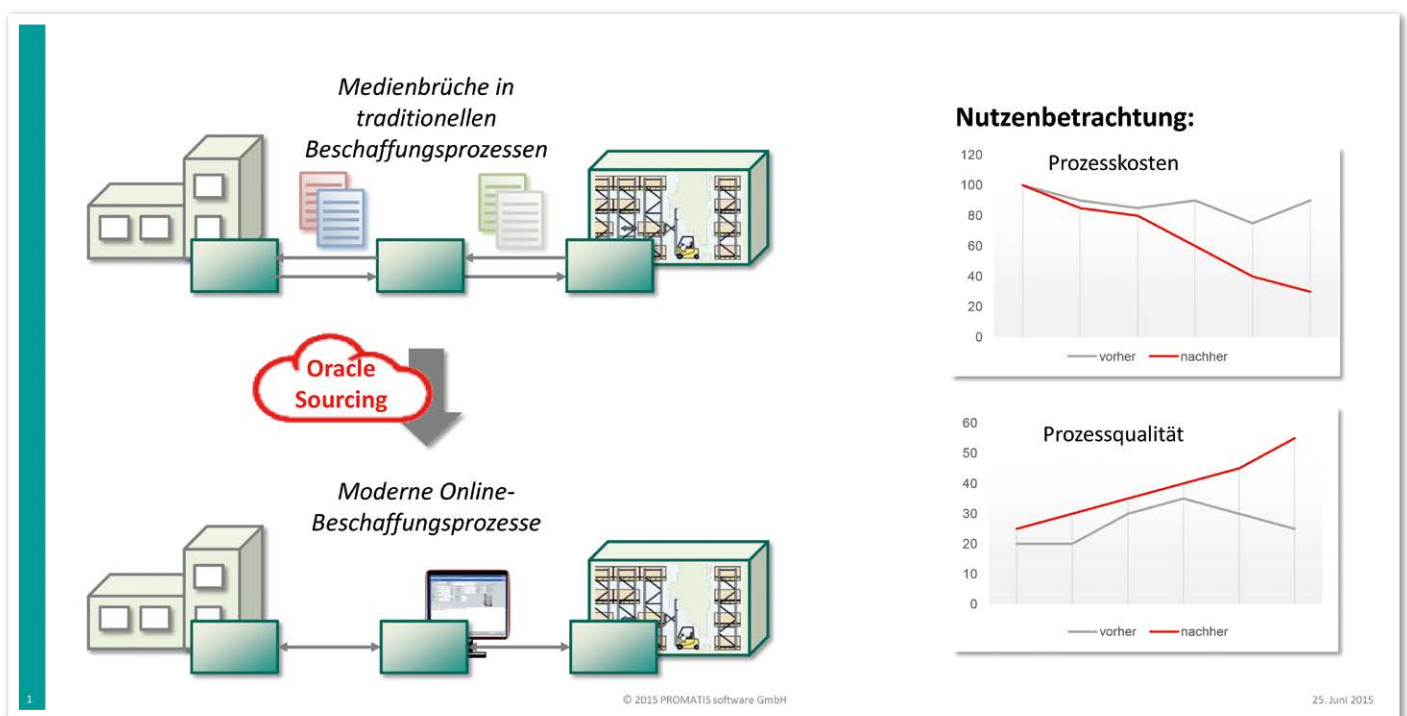 Medienbrüche in
traditionellen
Beschaffungsprozessen
Oracle
Sourcing
Moderne Online-
Beschaffungsprozesse
Nutzenbetrachtung:
Prozesskosten
120
100
80
60
40
20
0
vorher nachher
Prozessqualität
60
50
40
30
20
10
0
vorher nachher
1
© 2015 PROMATIS software GmbH
25. Juni 2015